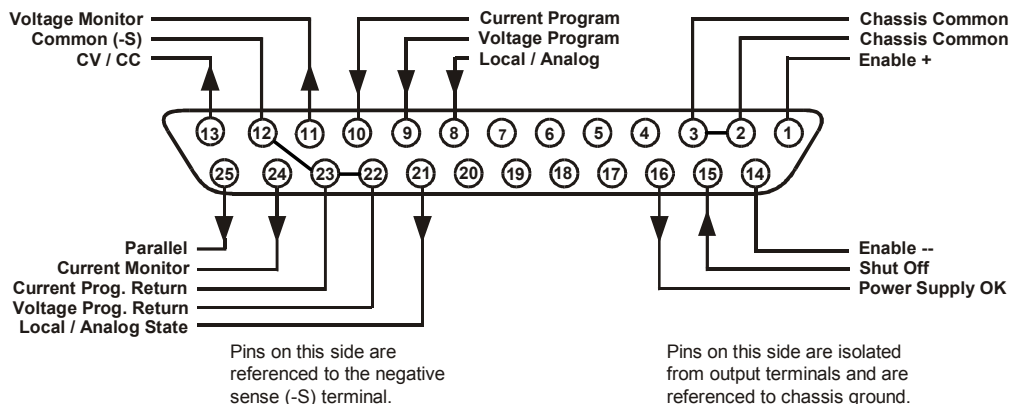 Voltage Monitor
Common (-S)
CV / CC
Current Program
Voltage Program
Local / Analog
Chassis Common
Chassis Common
Enable +
13 12 11 10 9 8 7 6 5 4 3 2 1
25 24 23 22 21 20 19 18 17 16 15 14
Parallel
Current Monitor
Current Prog. Return
Voltage Prog. Return
Local / Analog State
Enable --
Shut Off
Power Supply OK
Pins on this side are
referenced to the negative
sense (-S) terminal.
Pins on this side are isolated
from output terminals and are
referenced to chassis ground.